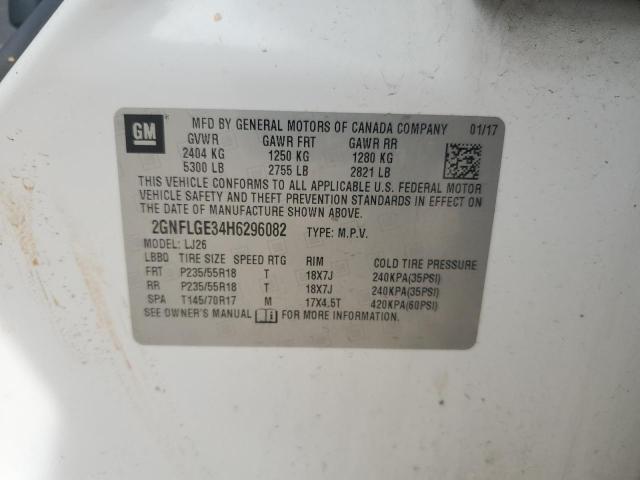 GM MFD BY GENERAL MOTORS OF CANADA COMPANY 01/17
GVWR GAWR FRT GAWR RR
2404 KG 1250 KG 1280 KG
5300 LB 2755 LB 2821 LB
THIS VEHICLE CONFORMS TO ALL APPLICABLE U.S. FEDERAL MOTOR
VEHICLE SAFETY AND THEFT PREVENTION STANDARDS IN EFFECT ON
THE DATE OF MANUFACTURE SHOWN ABOVE.
2GNFLGE34H6296082 TYPE: M.P.V.
MODEL: LJ26
LBBQ TIRE SIZE SPEED RTG RIM COLD TIRE PRESSURE
FRT P235/55R18 T 18X7J 240KPA(35PSI)
RR P235/55R18 T 18X7J 240KPA(35PSI)
SPA T145/70R17 M 17X4.5T 420KPA(60PSI)
SEE OWNER'S MANUAL FOR MORE INFORMATION.